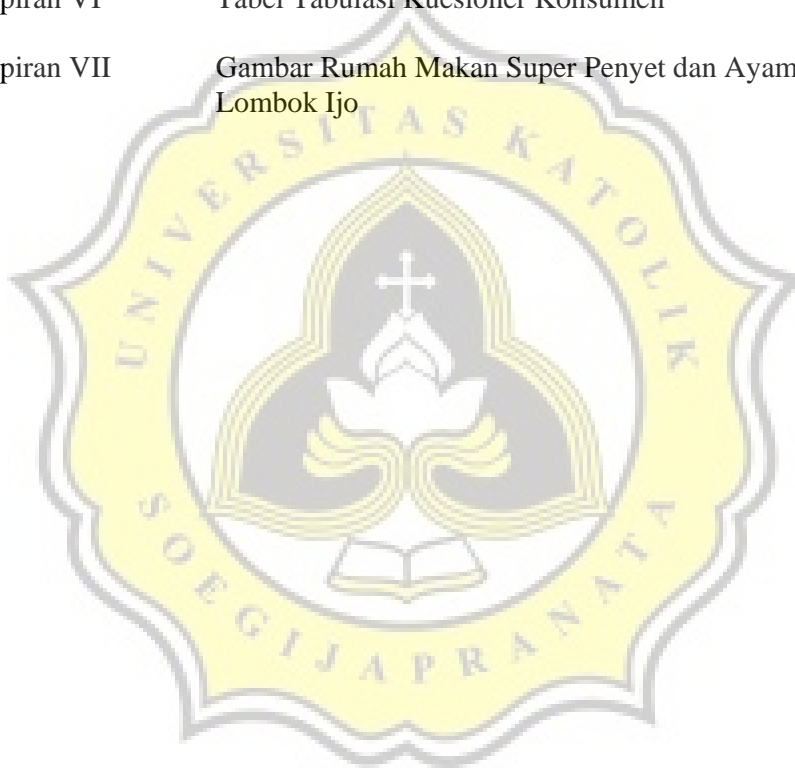 piran VI Tabel Tabulasi Kuesioner Konsumen
piran VII Gambar Rumah Makan Super Penyet dan Ayam
Lombok Ijo
UNIVERSITAS KATOLIK
SOEGIJAPRANATA